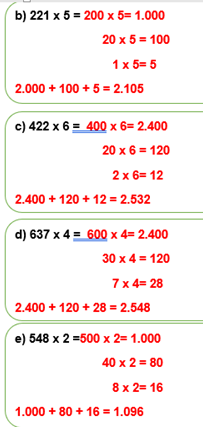 b) 221 x 5 = 200 x 5= 1.000
20 x 5 = 100
1 x 5= 5
2.000 + 100 + 5 = 2.105
c) 422 x 6 = 400 x 6= 2.400
20 x 6 = 120
2 x 6= 12
2.400 + 120 + 12 = 2.532
d) 637 x 4 = 600 x 4= 2.400
30 x 4 = 120
7 x 4= 28
2.400 + 120 + 28 = 2.548
e) 548 x 2 =500 x 2= 1.000
40 x 2 = 80
8 x 2= 16
1.000 + 80 + 16 = 1.096